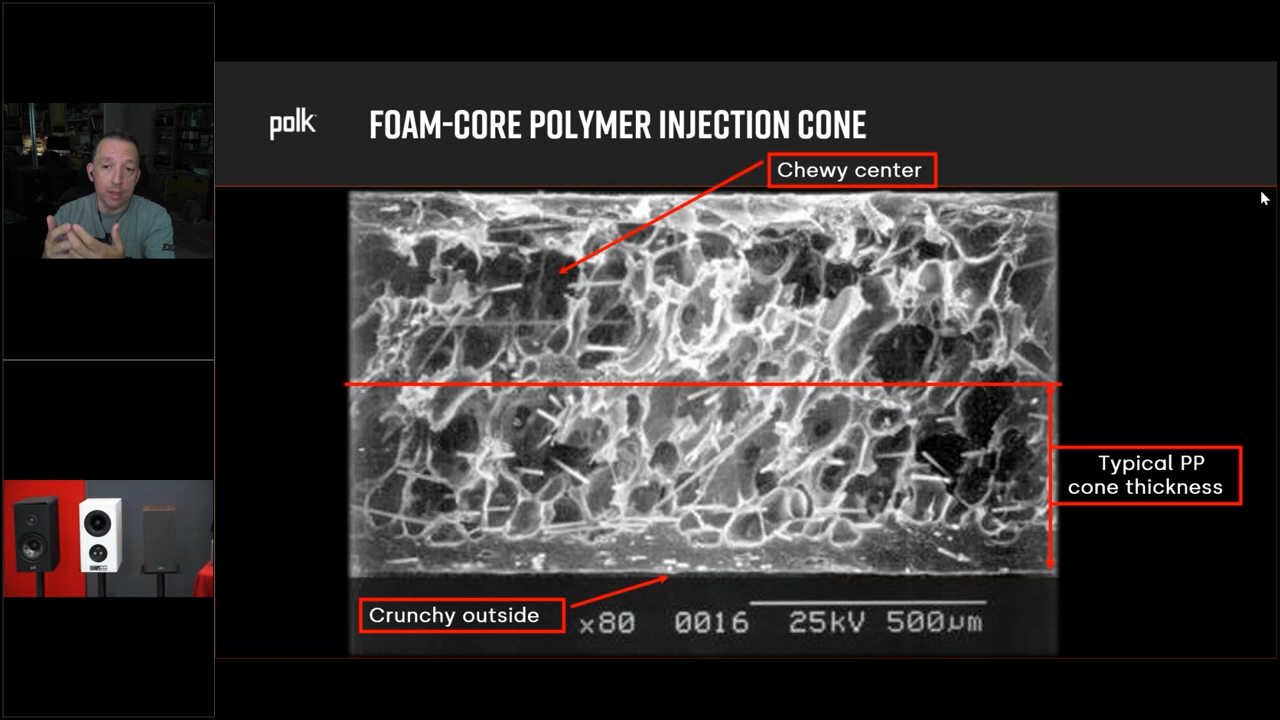 polk
FOAM-CORE POLYMER INJECTION CONE
Chewy center
Typical PP
cone thickness
Crunchy outside
x80 0016 25kV 500µm